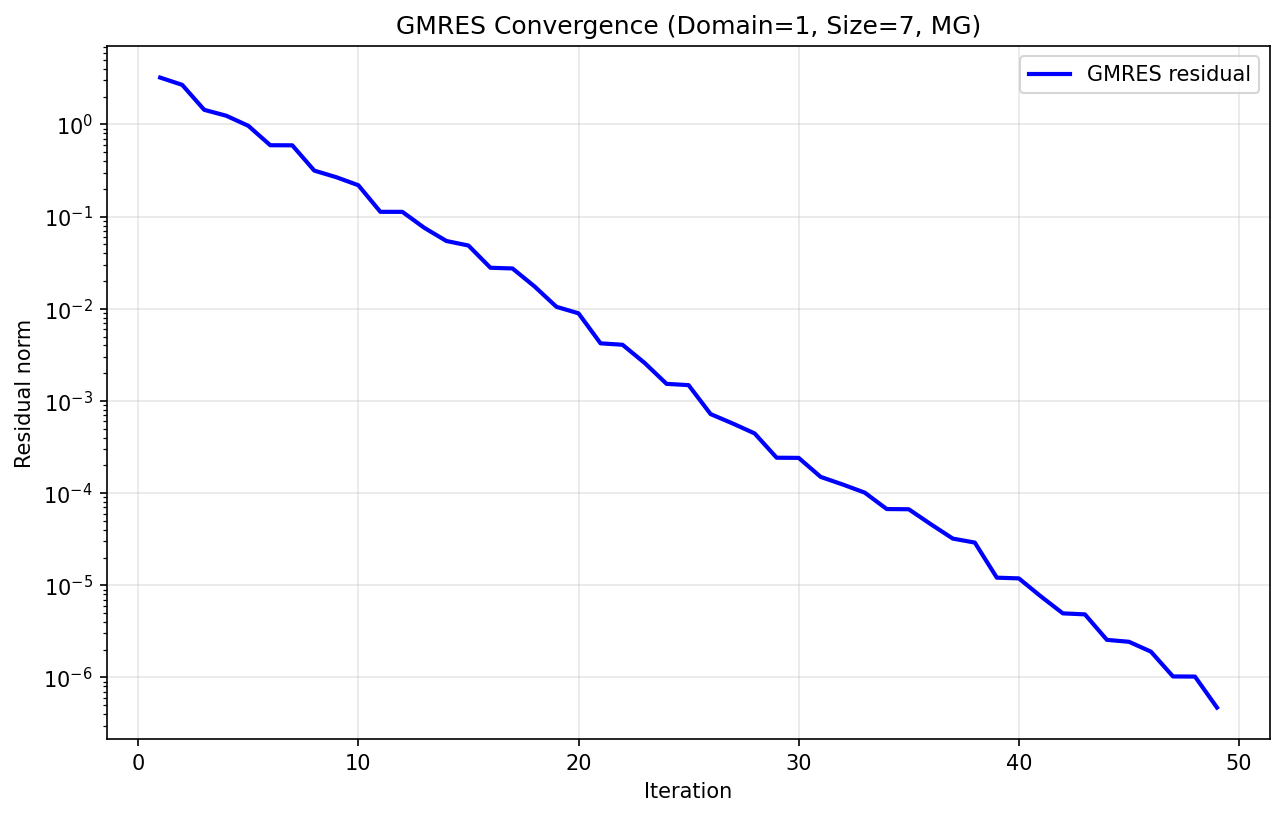 GMRES Convergence (Domain=1, Size=7, MG)
GMRES residual
Residual norm
10⁰
10⁻¹
10⁻²
10⁻³
10⁻⁴
10⁻⁵
10⁻⁶
0 10 20 30 40 50
Iteration